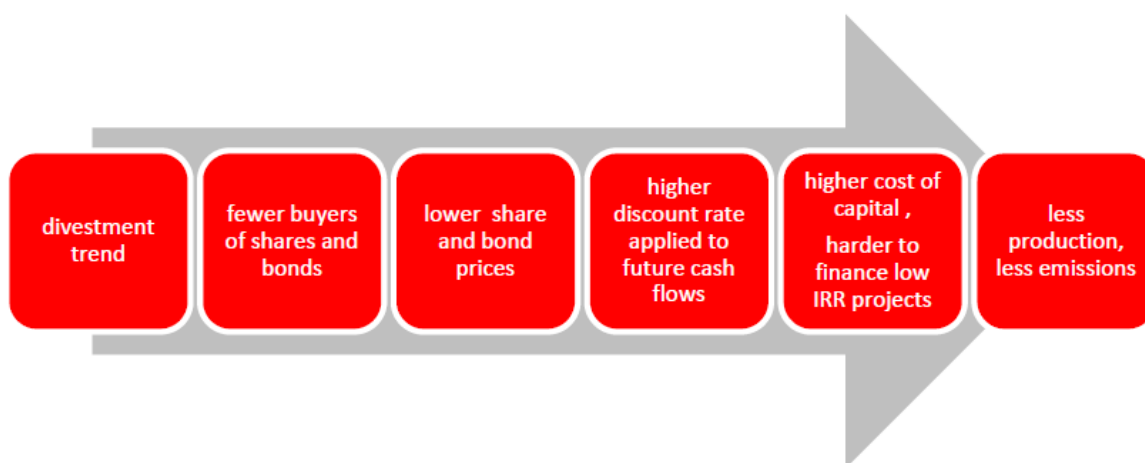 divestment
trend
fewer buyers
of shares and
bonds
lower share
and bond
prices
higher
discount rate
applied to
future cash
flows
higher cost of
capital ,
harder to
finance low
IRR projects
less
production,
less emissions